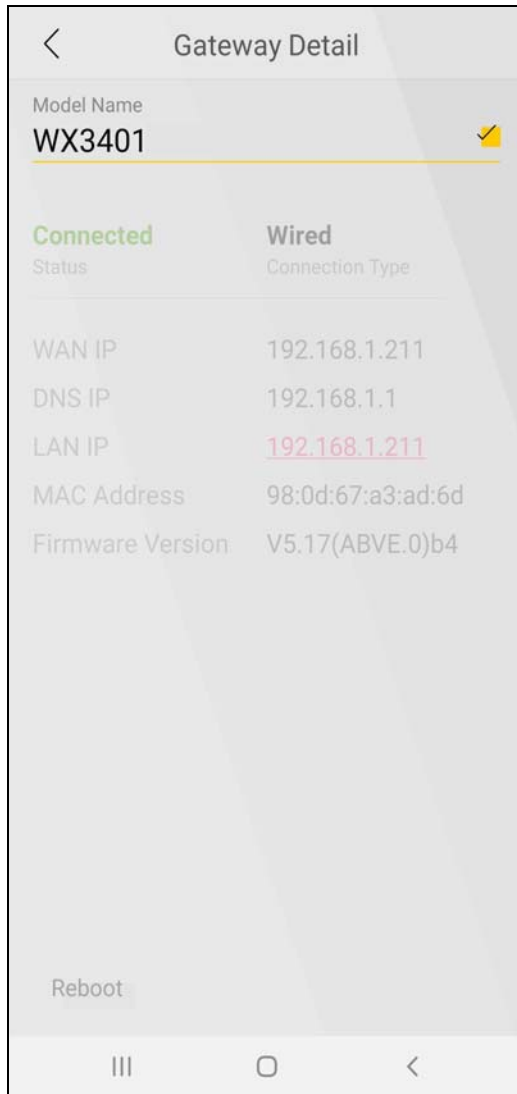 Gateway Detail
Model Name
WX3401
Connected Wired
Status Connection Type
WAN IP 192.168.1.211
DNS IP 192.168.1.1
LAN IP 192.168.1.211
MAC Address 98:0d:67:a3:ad:6d
Firmware Version V5.17(ABVE.0)b4
Reboot